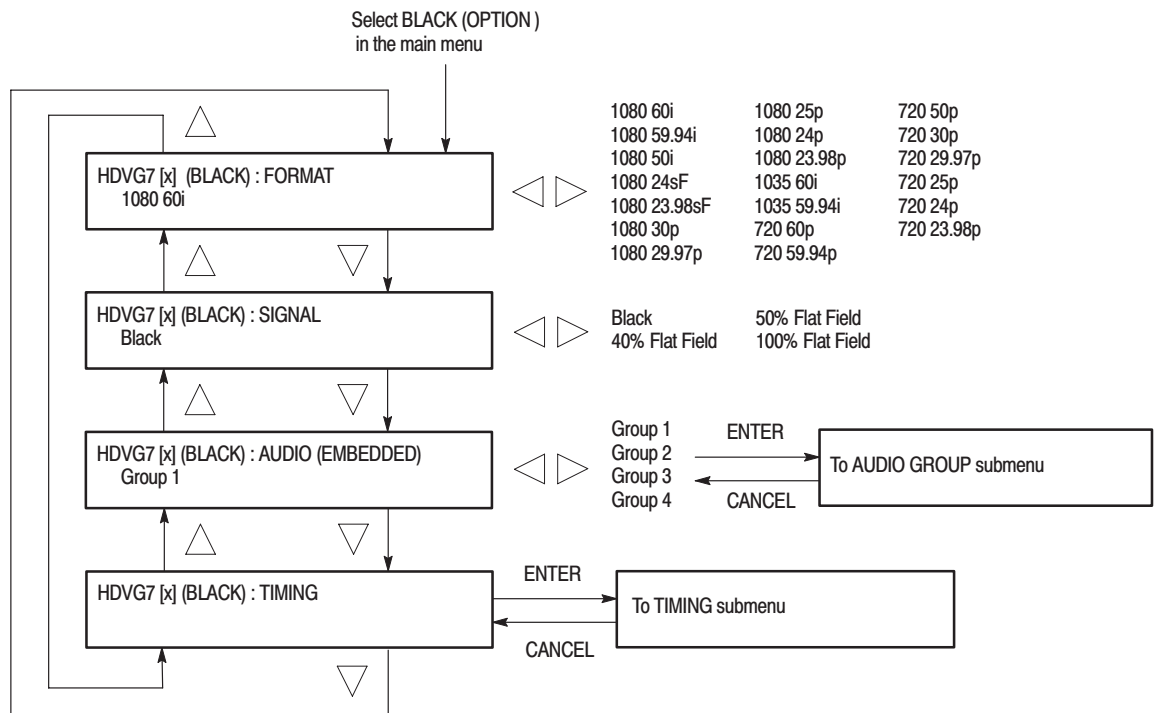 Select BLACK (OPTION )
in the main menu
HDVG7 [x] (BLACK) : FORMAT
1080 60i
1080 60i 1080 25p 720 50p
1080 59.94i 1080 24p 720 30p
1080 50i 1080 23.98p 720 29.97p
1080 24sF 1035 60i 720 25p
1080 23.98sF 1035 59.94i 720 24p
1080 30p 720 60p 720 23.98p
1080 29.97p 720 59.94p
HDVG7 [x] (BLACK) : SIGNAL
Black
Black 50% Flat Field
40% Flat Field 100% Flat Field
HDVG7 [x] (BLACK) : AUDIO (EMBEDDED)
Group 1
Group 1
Group 2
Group 3
Group 4
ENTER
CANCEL
To AUDIO GROUP submenu
HDVG7 [x] (BLACK) : TIMING
ENTER
CANCEL
To TIMING submenu